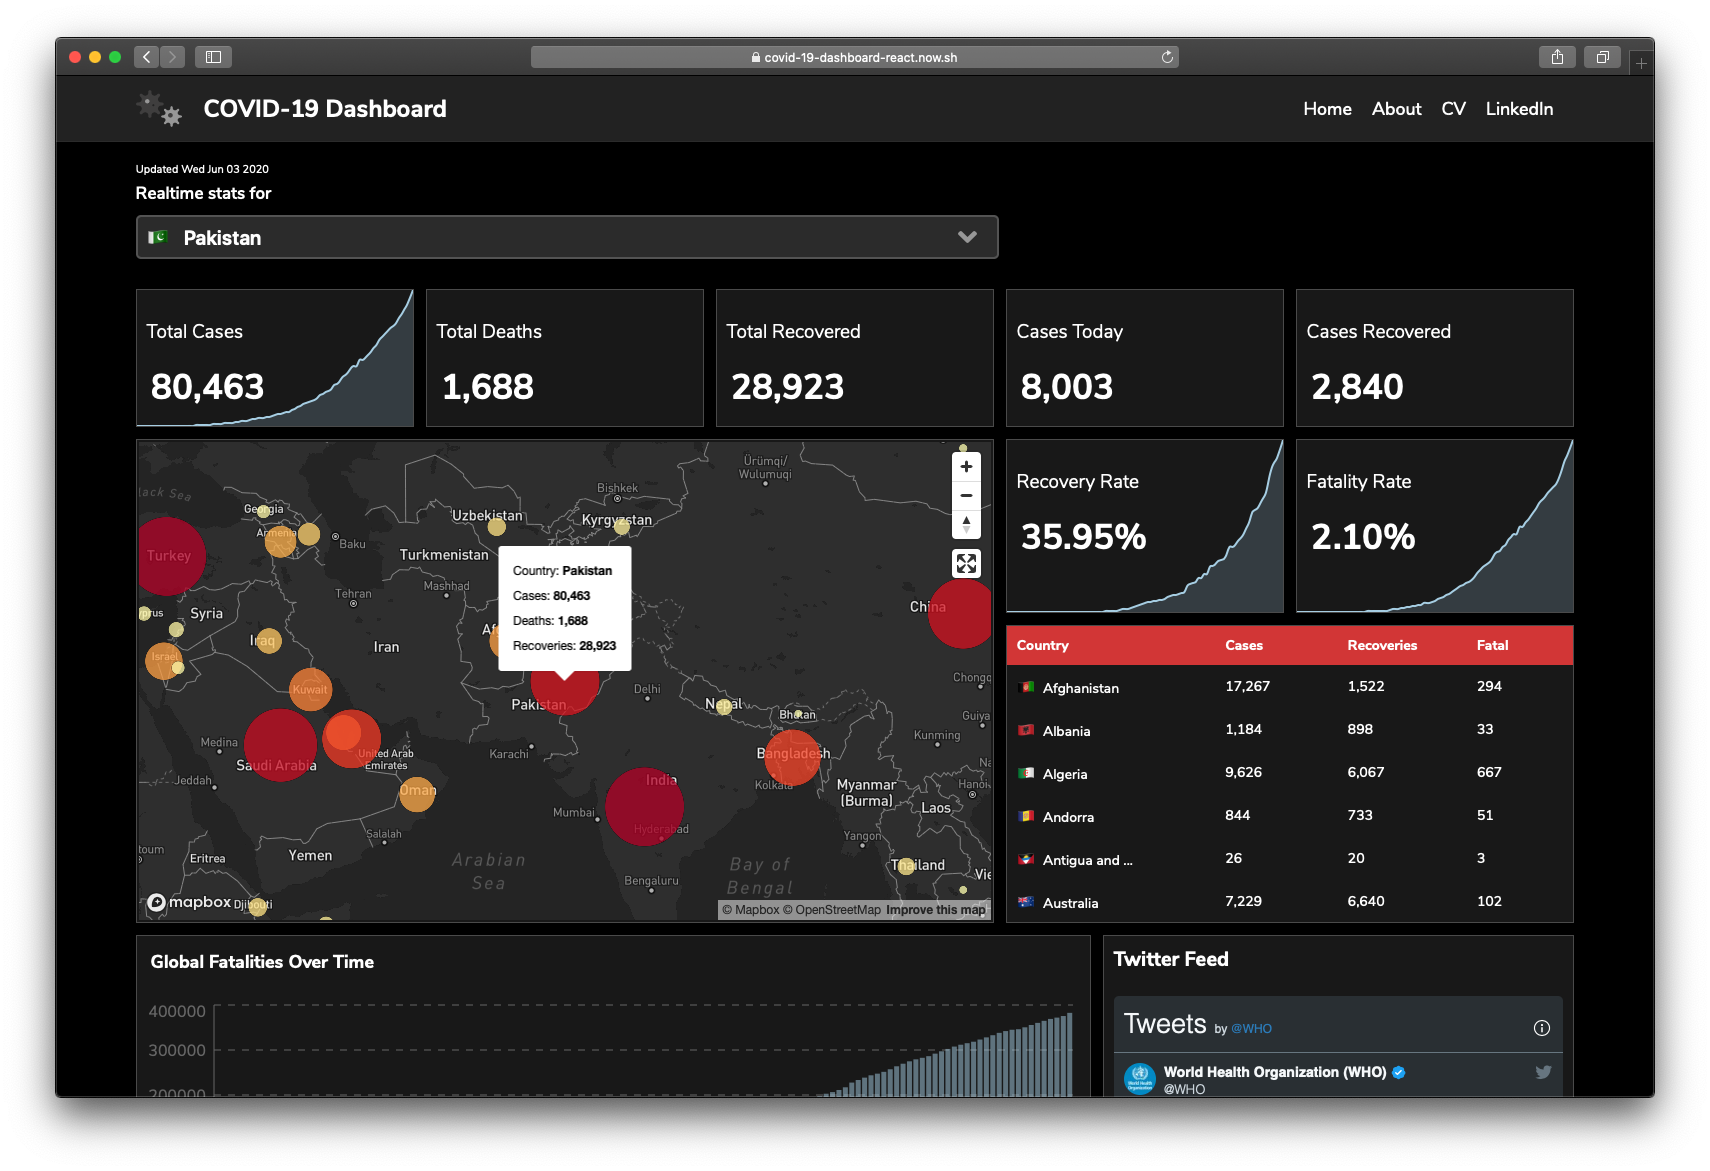 covid-19-dashboard-react.now.sh
COVID-19 Dashboard
Home About CV LinkedIn
Updated Wed Jun 03 2020
Realtime stats for
Pakistan
Total Cases
80,463
Total Deaths
1,688
Total Recovered
28,923
Cases Today
8,003
Cases Recovered
2,840
Ürümqi/
Wulumuqi
Bishkek
lack Sea
Georgia
Uzbekistan
Kyrgyzstan
Armenia
Baku
Turkey
Turkmenistan
Country: Pakistan
Cases: 80,463
Deaths: 1,688
Recoveries: 28,923
Mashhad
Tehran
China
yprus
Syria
Af
Iraq
Iran
Israel
Kuwait
Delhi
Chongq
Pakistan
Nepal
Bhutan
Guiya
Medina
Kunming
Karachi
United Arab
Emirates
Bangladesh
Saudi Arabia
Na
Jeddah
India
Kolkata
Myanmar
(Burma)
Hanoi
Oman
Laos
Mumbai
Salalah
Hyderabad
Yangon
toum
Eritrea
Yemen
Arabian
Sea
Bay of
Bengal
Thailand
Vie
Bengaluru
mapbox
Djibouti
© Mapbox © OpenStreetMap Improve this map
Recovery Rate
35.95%
Fatality Rate
2.10%
Country Cases Recoveries Fatal
Afghanistan 17,267 1,522 294
Albania 1,184 898 33
Algeria 9,626 6,067 667
Andorra 844 733 51
Antigua and ... 26 20 3
Australia 7,229 6,640 102
Global Fatalities Over Time
400000
300000
200000
Twitter Feed
Tweets by @WHO
World Health Organization (WHO)
@WHO